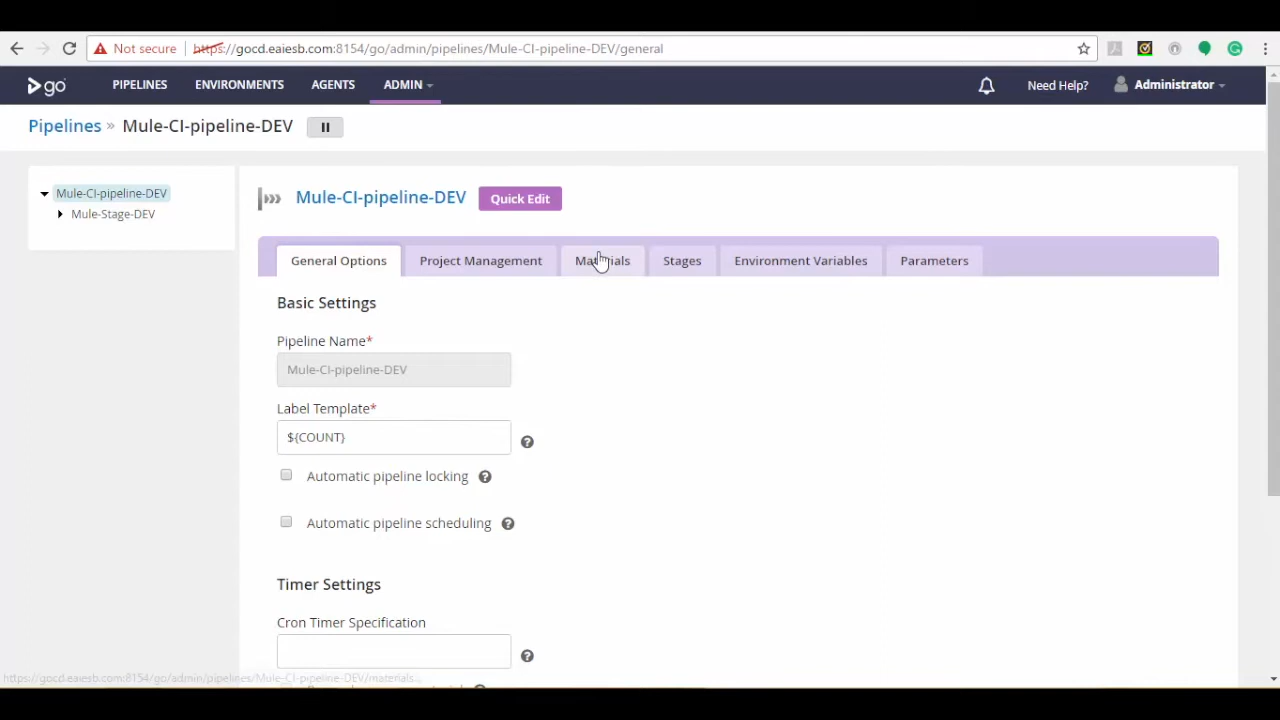 Not secure https://gocd.eaiesb.com:8154/go/admin/pipelines/Mule-CI-pipeline-DEV/general
go PIPELINES ENVIRONMENTS AGENTS ADMIN Need Help? Administrator
Pipelines » Mule-CI-pipeline-DEV
Mule-CI-pipeline-DEV
Mule-Stage-DEV
Mule-CI-pipeline-DEV Quick Edit
General Options Project Management Materials Stages Environment Variables Parameters
Basic Settings
Pipeline Name*
Mule-CI-pipeline-DEV
Label Template*
${COUNT}
Automatic pipeline locking
Automatic pipeline scheduling
Timer Settings
Cron Timer Specification
https://gocd.eaiesb.com:8154/go/admin/pipelines/Mule-CI-pipeline-DEV/materials...